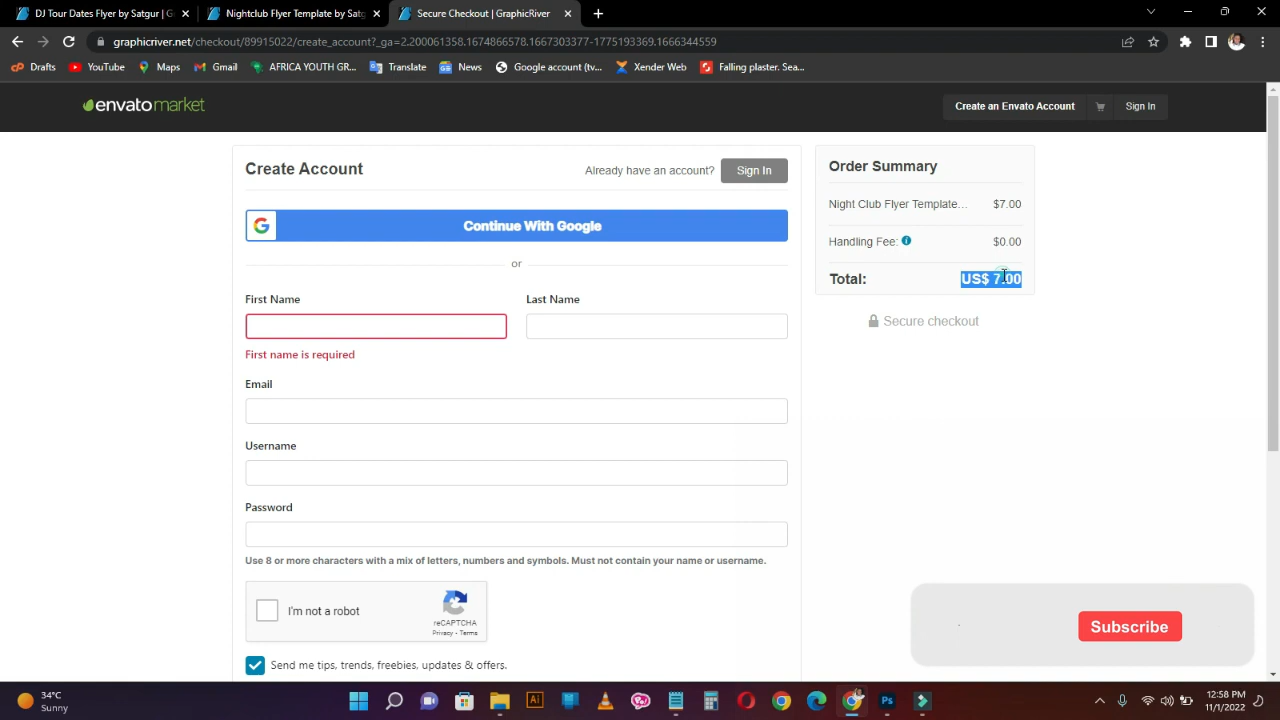 DJ Tour Dates Flyer by Satgur | G
Nightclub Flyer Template by Satg
Secure Checkout | GraphicRiver
graphicriver.net/checkout/89915022/create_account?_ga=2.200061358.1674866578.1667303377-1775193369.1666344559
Drafts
YouTube
Maps
Gmail
AFRICA YOUTH GR...
Translate
News
Google account (tv...
Xender Web
Falling plaster. Sea...
envatomarket
Create an Envato Account
Sign In
Create Account
Already have an account?
Sign In
Continue With Google
or
First Name
Last Name
First name is required
Email
Username
Password
Use 8 or more characters with a mix of letters, numbers and symbols. Must not contain your name or username.
I'm not a robot
reCAPTCHA
Privacy - Terms
Send me tips, trends, freebies, updates & offers.
Order Summary
Night Club Flyer Template... $7.00
Handling Fee: $0.00
Total: US$ 7.00
Secure checkout
Subscribe
34°C
Sunny
Ai
Ps
12:58 PM
11/1/2022